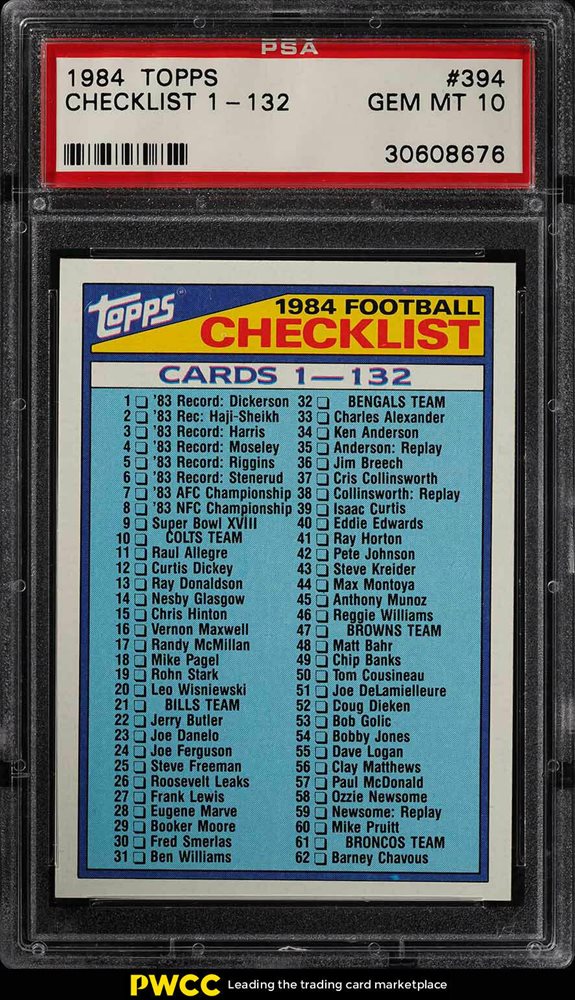 PSA
1984 TOPPS #394
CHECKLIST 1-132 GEM MT 10
30608676
Topps
1984 FOOTBALL
CHECKLIST
CARDS 1—132
1 '83 Record: Dickerson
2 '83 Rec: Haji-Sheikh
3 '83 Record: Harris
4 '83 Record: Moseley
5 '83 Record: Riggins
6 '83 Record: Stenerud
7 '83 AFC Championship
8 '83 NFC Championship
9 Super Bowl XVIII
10 COLTS TEAM
11 Raul Allegre
12 Curtis Dickey
13 Ray Donaldson
14 Nesby Glasgow
15 Chris Hinton
16 Vernon Maxwell
17 Randy McMillan
18 Mike Pagel
19 Rohn Stark
20 Leo Wisniewski
21 BILLS TEAM
22 Jerry Butler
23 Joe Danelo
24 Joe Ferguson
25 Steve Freeman
26 Roosevelt Leaks
27 Frank Lewis
28 Eugene Marve
29 Booker Moore
30 Fred Smerlas
31 Ben Williams
32 BENGALS TEAM
33 Charles Alexander
34 Ken Anderson
35 Anderson: Replay
36 Jim Breech
37 Cris Collinsworth
38 Collinsworth: Replay
39 Isaac Curtis
40 Eddie Edwards
41 Ray Horton
42 Pete Johnson
43 Steve Kreider
44 Max Montoya
45 Anthony Munoz
46 Reggie Williams
47 BROWNS TEAM
48 Matt Bahr
49 Chip Banks
50 Tom Cousineau
51 Joe DeLamielleure
52 Doug Dieken
53 Bob Golic
54 Bobby Jones
55 Dave Logan
56 Clay Matthews
57 Paul McDonald
58 Ozzie Newsome
59 Newsome: Replay
60 Mike Pruitt
61 BRONCOS TEAM
62 Barney Chavous
PWCC Leading the trading card marketplace